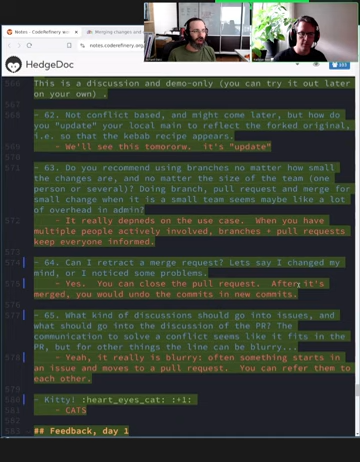 Notes - CodeRefinery
Merging changes and
notes.coderefinery.org
HedgeDoc
This is a discussion and demo-only (you can try it out later
on your own) .
- 62. Not conflict based, and might come later, but how do
you "update" your local main to reflect the forked original,
i.e. so that the kebab recipe appears.
- We'll see this tomororw. it's "update"
- 63. Do you recommend using branches no matter how small
the changes are, and no matter the size of the team (one
person or several)? Doing branch, pull request and merge for
small change when it is a small team seems maybe like a lot
of overhead in admin?
572
- It really depneds on the use case. When you have
multiple people actively involved, branches + pull requests
keep everyone informed.
573
574
- 64. Can I retract a merge request? Lets say I changed my
mind, or I noticed some problems.
- Yes. You can close the pull request. After it's
merged, you would undo the commits in new commits.
576
577
- 65. What kind of discussions should go into issues, and
what should go into the discussion of the PR? The
communication to solve a conflict seems like it fits in the
PR, but for other things the line can be blurry...
578
- Yeah, it really is blurry: often something starts in
an issue and moves to a pull request. You can refer them to
each other.
579
580
- Kitty! :heart_eyes_cat: :+1:
581
- CATS
## Feedback, day 1